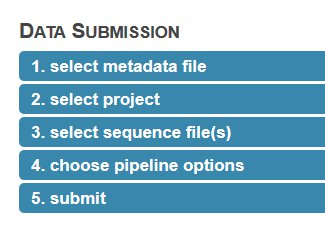 DATA SUBMISSION
1. select metadata file
2. select project
3. select sequence file(s)
4. choose pipeline options
5. submit